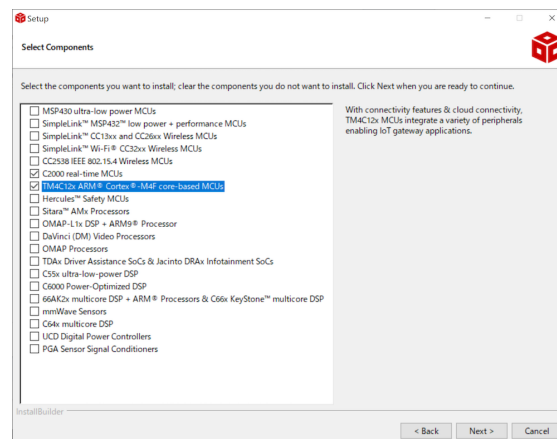 Setup
Select Components
Select the components you want to install; clear the components you do not want to install. Click Next when you are ready to continue.
MSP430 ultra-low power MCUs
SimpleLink™ MSP432™ low power + performance MCUs
SimpleLink™ CC13xx and CC26xx Wireless MCUs
SimpleLink™ Wi-Fi® CC32xx Wireless MCUs
CC2538 IEEE 802.15.4 Wireless MCUs
C2000 real-time MCUs
TM4C12x ARM® Cortex®-M4F core-based MCUs
Hercules™ Safety MCUs
Sitara™ AMx Processors
OMAP-L1x DSP + ARM9® Processor
DaVinci (DM) Video Processors
OMAP Processors
TDAx Driver Assistance SoCs & Jacinto DRAx Infotainment SoCs
C55x ultra-low-power DSP
C6000 Power-Optimized DSP
66AK2x multicore DSP + ARM® Processors & C66x KeyStone™ multicore DSP
mmWave Sensors
C64x multicore DSP
UCD Digital Power Controllers
PGA Sensor Signal Conditioners
With connectivity features & cloud connectivity,
TM4C12x MCUs integrate a variety of peripherals
enabling IoT gateway applications.
InstallBuilder
< Back Next > Cancel